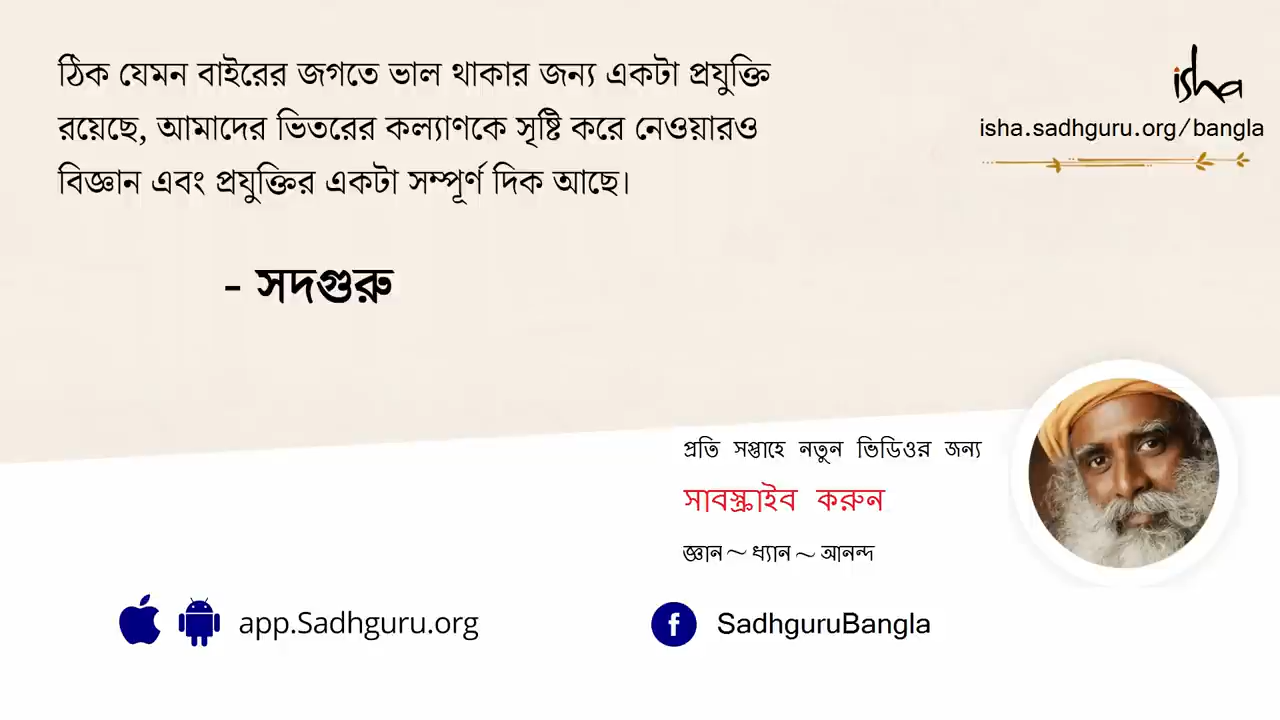 ঠিক যেমন বাইরের জগতে ভাল থাকার জন্য একটা প্রযুক্তি
রয়েছে, আমাদের ভিতরের কল্যাণকে সৃষ্টি করে নেওয়ারও
বিজ্ঞান এবং প্রযুক্তির একটা সম্পূর্ণ দিক আছে।
- সদগুরু
isha
isha.sadhguru.org/bangla
প্রতি সপ্তাহে নতুন ভিডিওর জন্য
সাবস্ক্রাইব করুন
জ্ঞান ~ ধ্যান ~ আনন্দ
app.Sadhguru.org
f SadhguruBangla